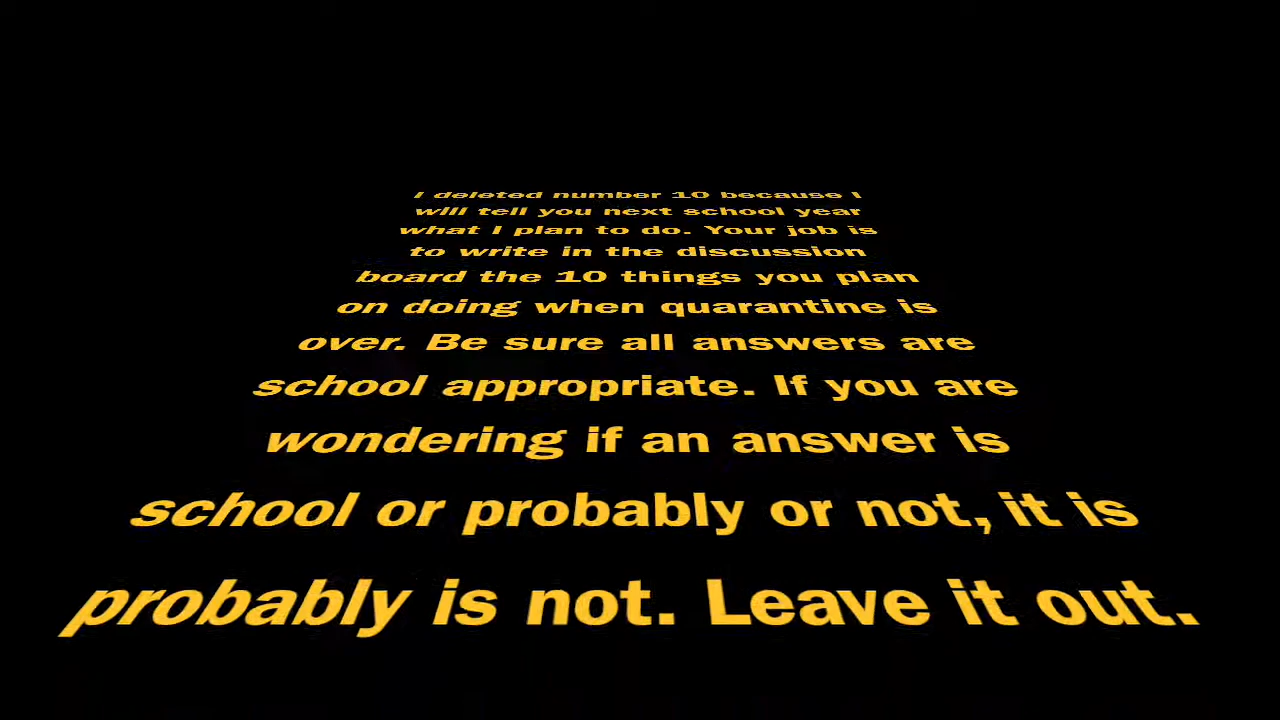 I deleted number 10 because I
will tell you next school year
what I plan to do. Your job is
to write in the discussion
board the 10 things you plan
on doing when quarantine is
over. Be sure all answers are
school appropriate. If you are
wondering if an answer is
school or probably or not, it is
probably is not. Leave it out.